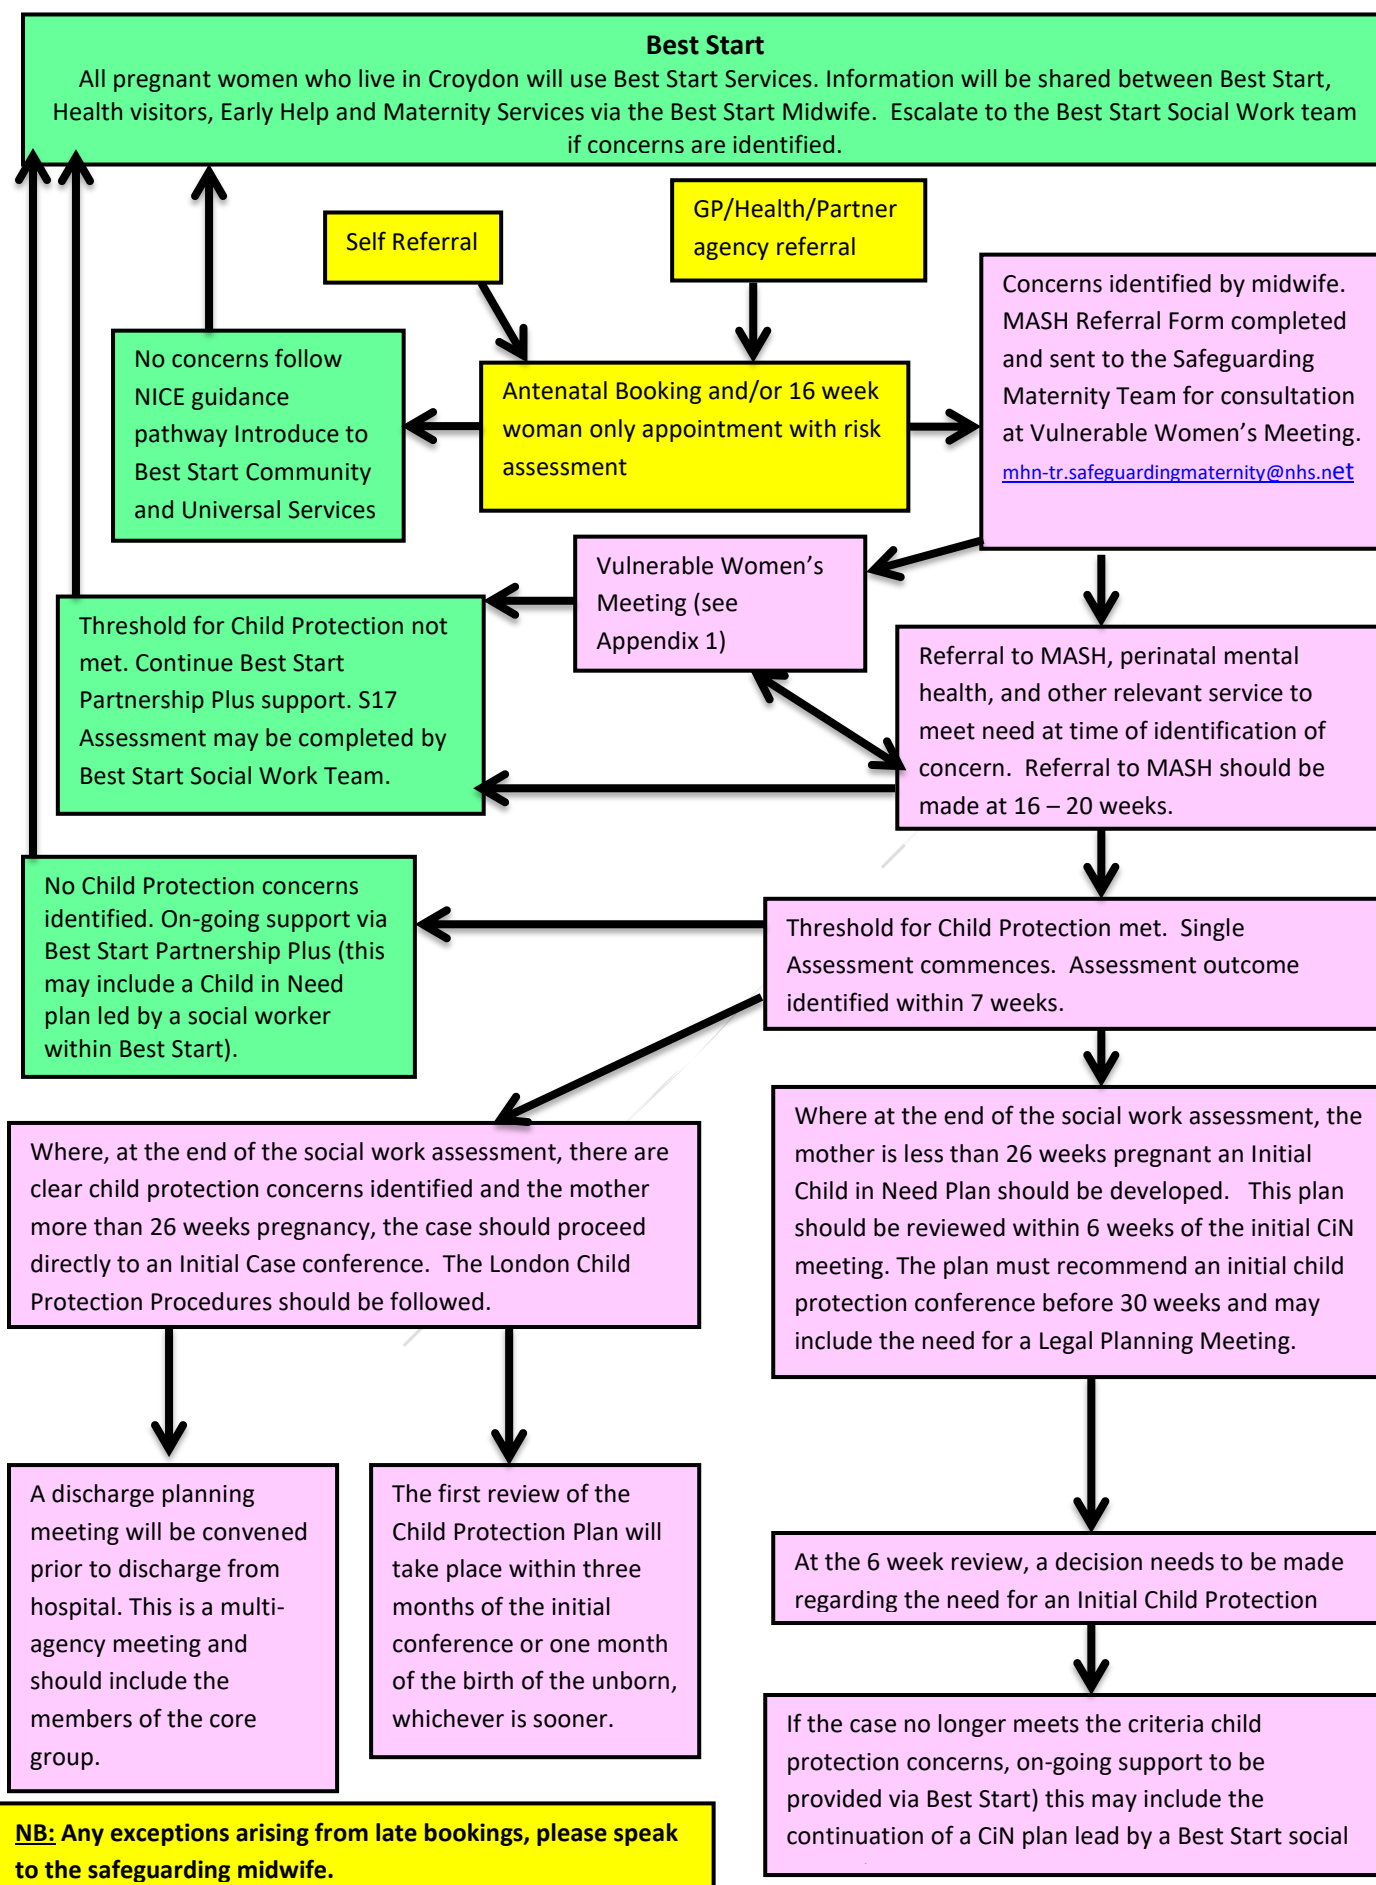 Best Start
All pregnant women who live in Croydon will use Best Start Services. Information will be shared between Best Start,
Health visitors, Early Help and Maternity Services via the Best Start Midwife.  Escalate to the Best Start Social Work team
if concerns are identified.
Self Referral
GP/Health/Partner
agency referral
Concerns identified by midwife.
MASH Referral Form completed
and sent to the Safeguarding
Maternity Team for consultation
at Vulnerable Women's Meeting.
mhn-tr.safeguardingmaternity@nhs.net
No concerns follow
NICE guidance
pathway Introduce to
Best Start Community
and Universal Services
Antenatal Booking and/or 16 week
woman only appointment with risk
assessment
Vulnerable Women's
Meeting (see
Appendix 1)
Threshold for Child Protection not
met. Continue Best Start
Partnership Plus support. S17
Assessment may be completed by
Best Start Social Work Team.
Referral to MASH, perinatal mental
health, and other relevant service to
meet need at time of identification of
concern.  Referral to MASH should be
made at 16 – 20 weeks.
No Child Protection concerns
identified. On-going support via
Best Start Partnership Plus (this
may include a Child in Need
plan led by a social worker
within Best Start).
Threshold for Child Protection met.  Single
Assessment commences.  Assessment outcome
identified within 7 weeks.
Where, at the end of the social work assessment, there are
clear child protection concerns identified and the mother
more than 26 weeks pregnancy, the case should proceed
directly to an Initial Case conference.  The London Child
Protection Procedures should be followed.
Where at the end of the social work assessment, the
mother is less than 26 weeks pregnant an Initial
Child in Need Plan should be developed.   This plan
should be reviewed within 6 weeks of the initial CiN
meeting. The plan must recommend an initial child
protection conference before 30 weeks and may
include the need for a Legal Planning Meeting.
A discharge planning
meeting will be convened
prior to discharge from
hospital. This is a multi-
agency meeting and
should include the
members of the core
group.
The first review of the
Child Protection Plan will
take place within three
months of the initial
conference or one month
of the birth of the unborn,
whichever is sooner.
At the 6 week review, a decision needs to be made
regarding the need for an Initial Child Protection
If the case no longer meets the criteria child
protection concerns, on-going support to be
provided via Best Start) this may include the
continuation of a CiN plan lead by a Best Start social
NB: Any exceptions arising from late bookings, please speak
to the safeguarding midwife.